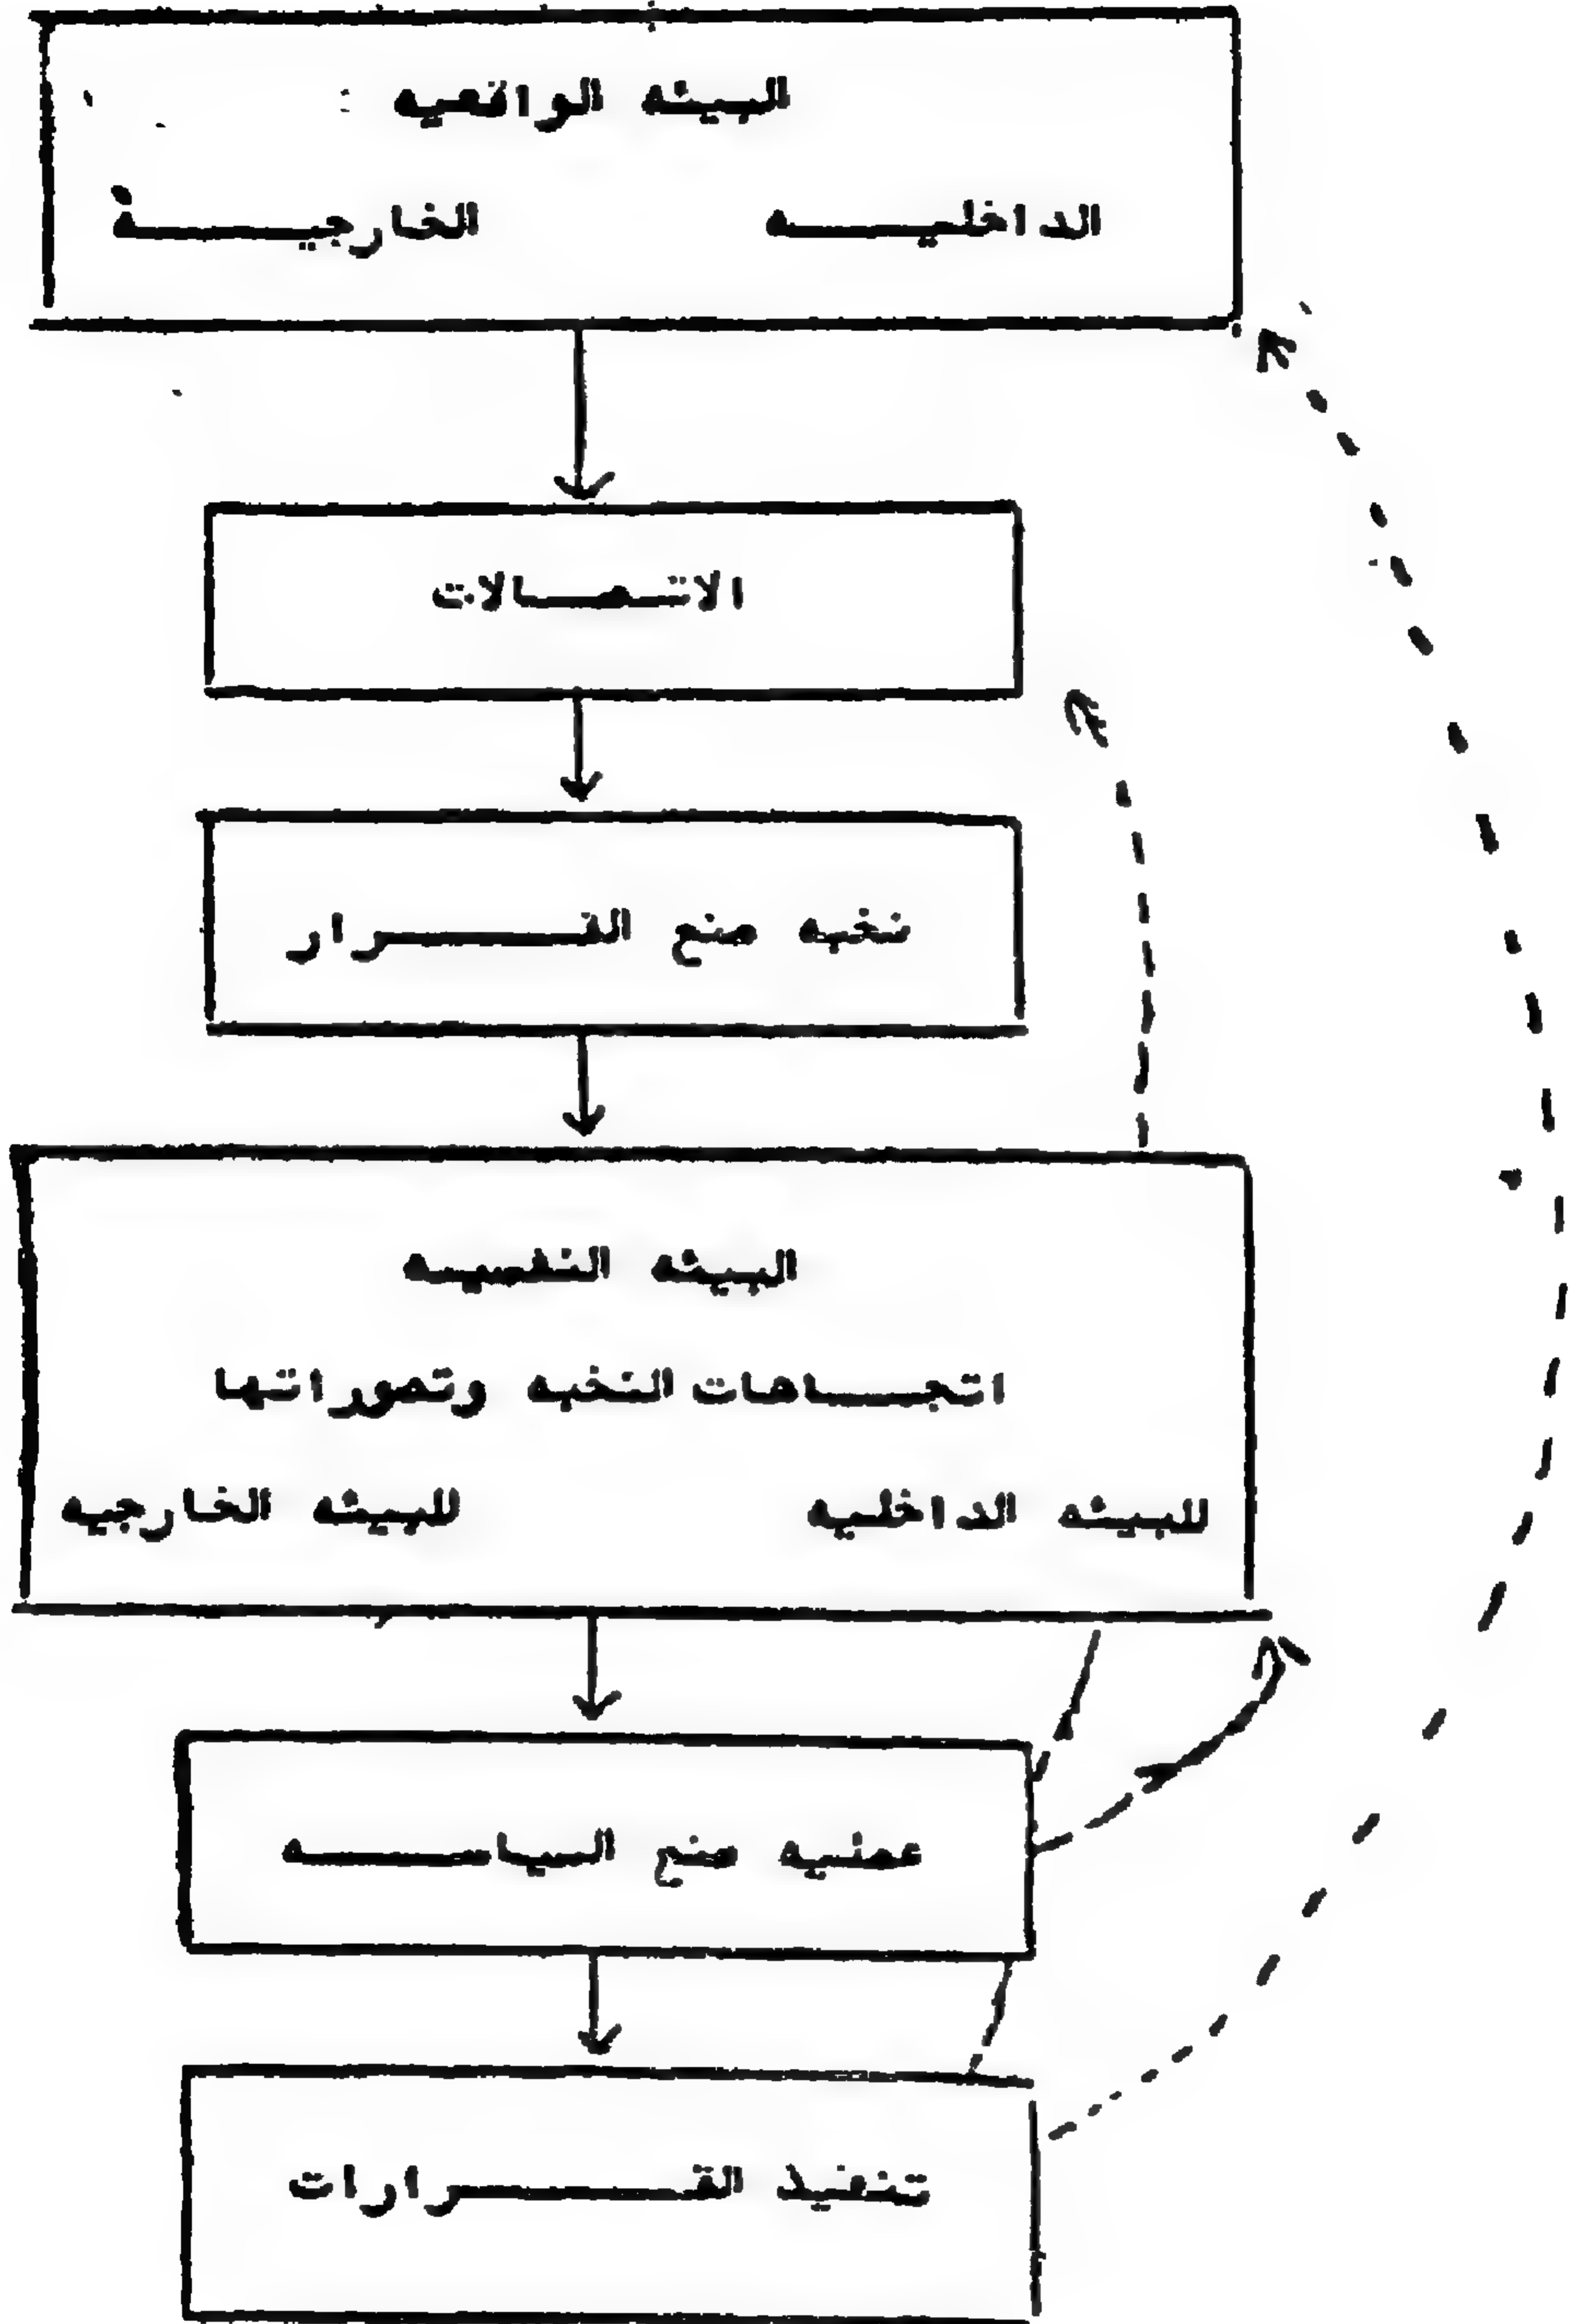 البيئه الواقعيه
الداخليه الخارجية
الاتصالات
نخبه صنع القرار
البيئه النفسيه
اتجاهات النخبه وتصوراتها
للبيئه الداخليه للبيئه الخارجيه
عمليه صنع السياسه
تنفيذ القرارات